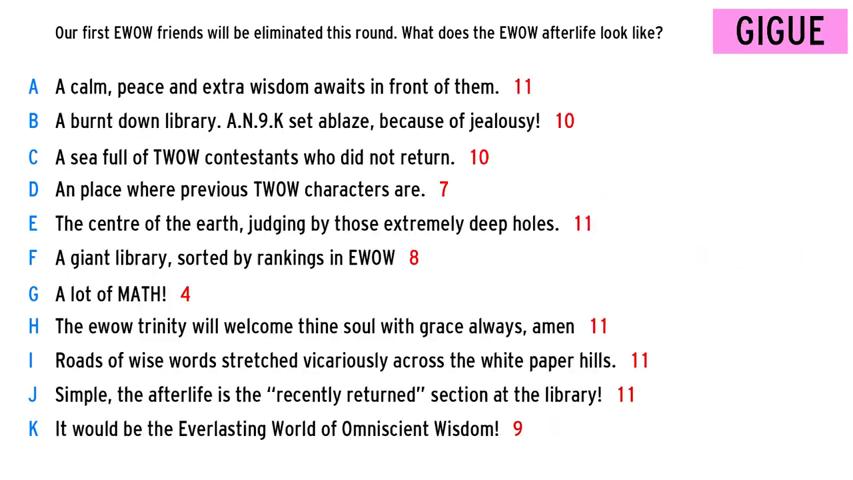 Our first EWOW friends will be eliminated this round. What does the EWOW afterlife look like?
GIGUE
A A calm, peace and extra wisdom awaits in front of them. 11
B A burnt down library. A.N.9.K set ablaze, because of jealousy! 10
C A sea full of TWOW contestants who did not return. 10
D An place where previous TWOW characters are. 7
E The centre of the earth, judging by those extremely deep holes. 11
F A giant library, sorted by rankings in EWOW 8
G A lot of MATH! 4
H The ewow trinity will welcome thine soul with grace always, amen 11
I Roads of wise words stretched vicariously across the white paper hills. 11
J Simple, the afterlife is the “recently returned” section at the library! 11
K It would be the Everlasting World of Omniscient Wisdom! 9